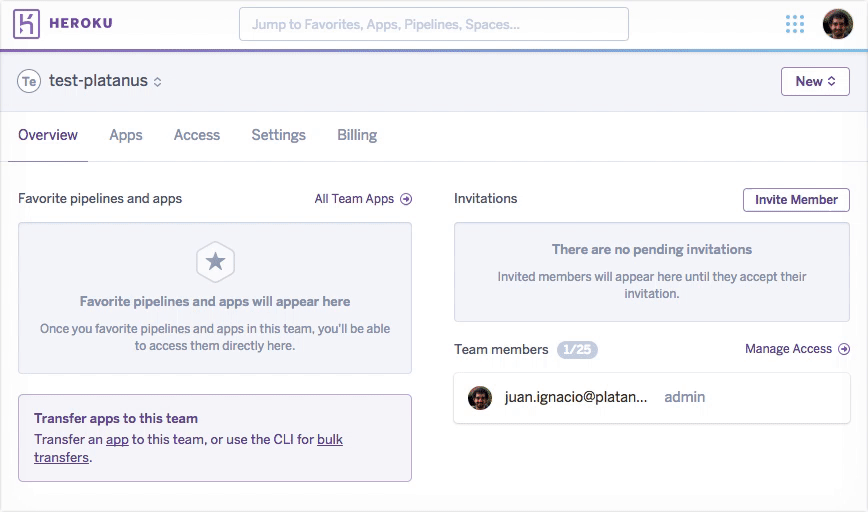 HEROKU
Jump to Favorites, Apps, Pipelines, Spaces...
Te test-platanus
New
Overview Apps Access Settings Billing
Favorite pipelines and apps
All Team Apps
Favorite pipelines and apps will appear here
Once you favorite pipelines and apps in this team, you'll be able
to access them directly here.
Transfer apps to this team
Transfer an app to this team, or use the CLI for bulk
transfers.
Invitations
Invite Member
There are no pending invitations
Invited members will appear here until they accept their
invitation.
Team members 1/25
Manage Access
juan.ignacio@platan... admin